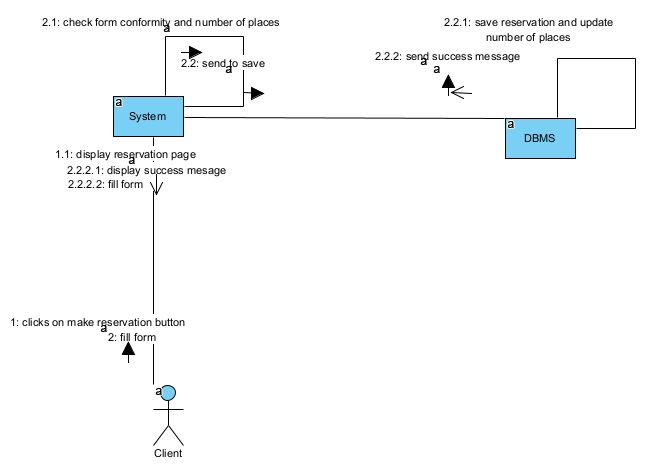 2.1: check form conformity and number of places
a
2.2: send to save
a
2.2.1: save reservation and update
number of places
2.2.2: send success message
a
a
a
System
a
DBMS
1.1: display reservation page
a
2.2.2.1: display success mesage
2.2.2.2: fill form
1: clicks on make reservation button
a
2: fill form
a
Client